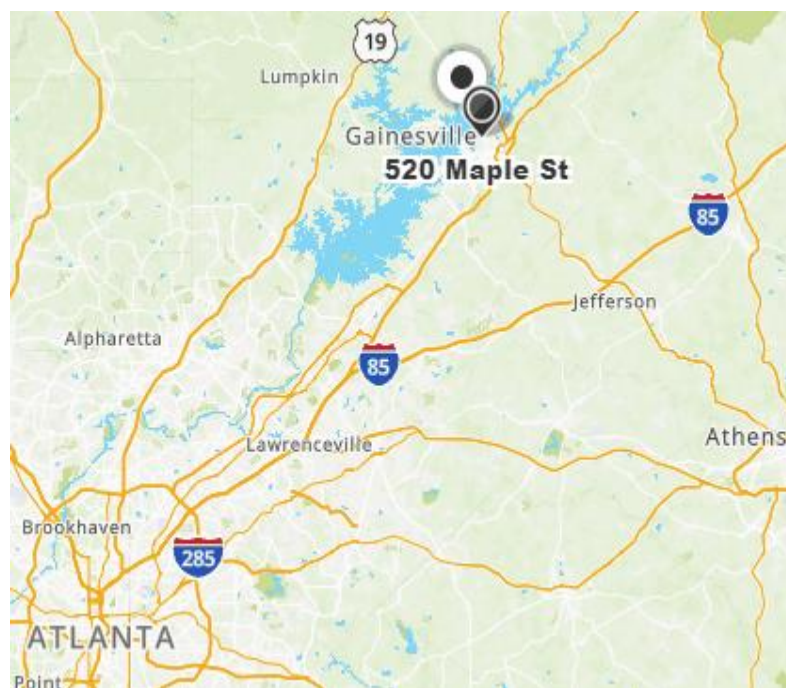 19
Lumpkin
Gainesville
520 Maple St
85
Jefferson
Alpharetta
85
Athens
Lawrenceville
Brookhaven
285
ATLANTA
Point